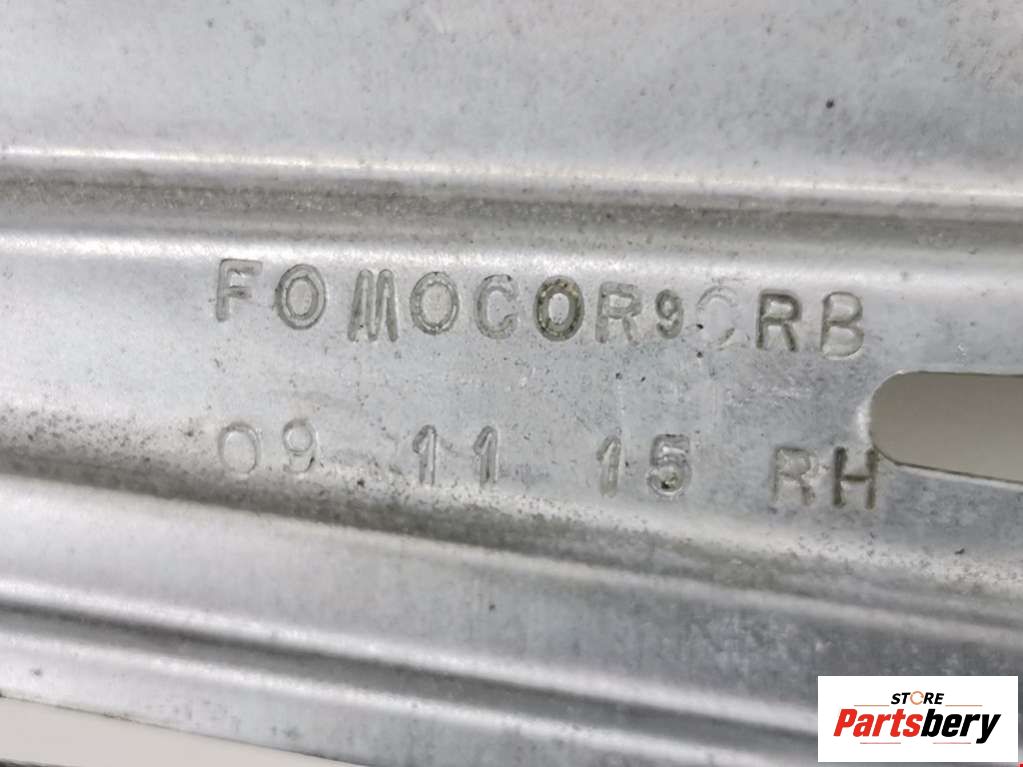 FOMOCOR9CRB
09 11 15 RH
STORE
Partsbery